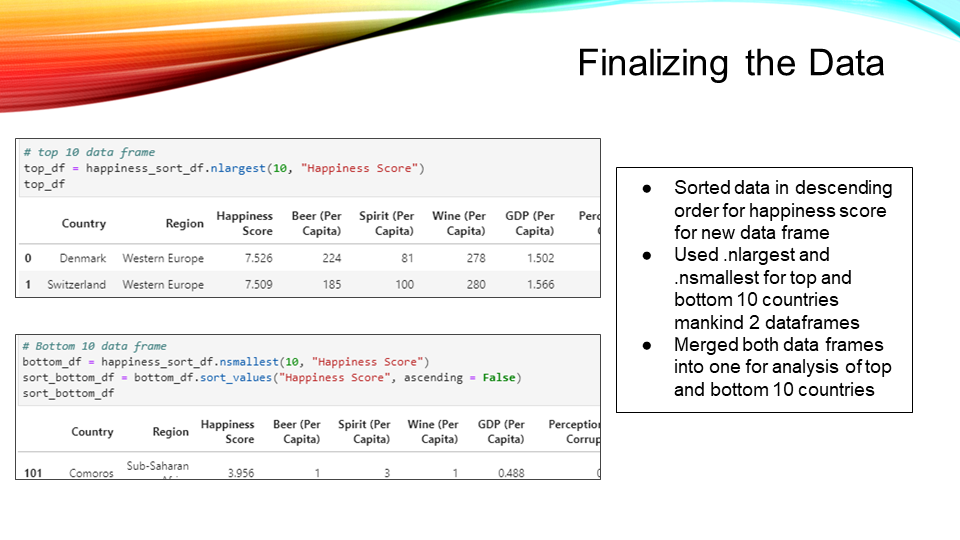 Finalizing the Data
# top 10 data frame
top_df = happiness_sort_df.nlargest(10, "Happiness Score")
top_df
Country Region Happiness Score Beer (Per Capita) Spirit (Per Capita) Wine (Per Capita) GDP (Per Capita)
0 Denmark Western Europe 7.526 224 81 278 1.502
1 Switzerland Western Europe 7.509 185 100 280 1.566
# Bottom 10 data frame
bottom_df = happiness_sort_df.nsmallest(10, "Happiness Score")
sort_bottom_df = bottom_df.sort_values("Happiness Score", ascending = False)
sort_bottom_df
Country Region Happiness Score Beer (Per Capita) Spirit (Per Capita) Wine (Per Capita) GDP (Per Capita)
101 Comoros Sub-Saharan 3.956 1 3 1 0.488
● Sorted data in descending
order for happiness score
for new data frame
● Used .nlargest and
.nsmallest for top and
bottom 10 countries
mankind 2 dataframes
● Merged both data frames
into one for analysis of top
and bottom 10 countries